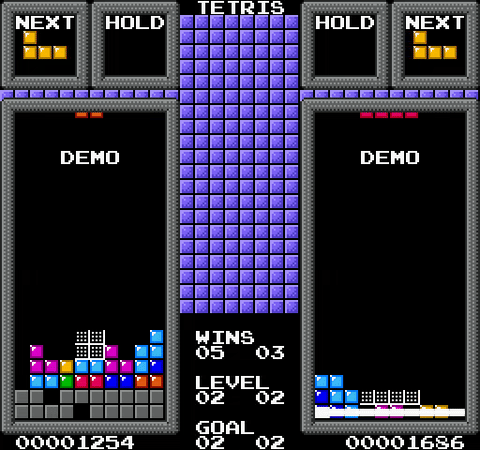 TETRIS
NEXT HOLD HOLD NEXT
DEMO DEMO
WINS
05 03
LEVEL
02 02
GOAL
02 02
00001254 00001686